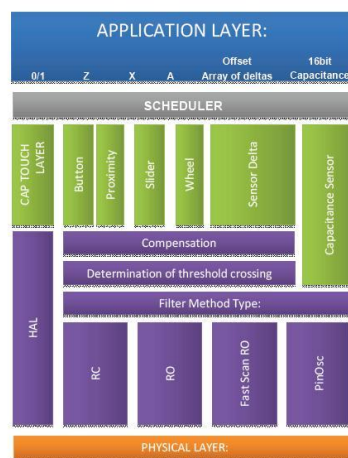 APPLICATION LAYER:
Offset 16bit
0/1 Z X A Array of deltas Capacitance
SCHEDULER
CAP TOUCH
LAYER
Button
Proximity
Slider
Wheel
Sensor Delta
Capacitance Sensor
Compensation
Determination of threshold crossing
HAL
Filter Method Type:
RC
RO
Fast Scan RO
PinOsc
PHYSICAL LAYER: